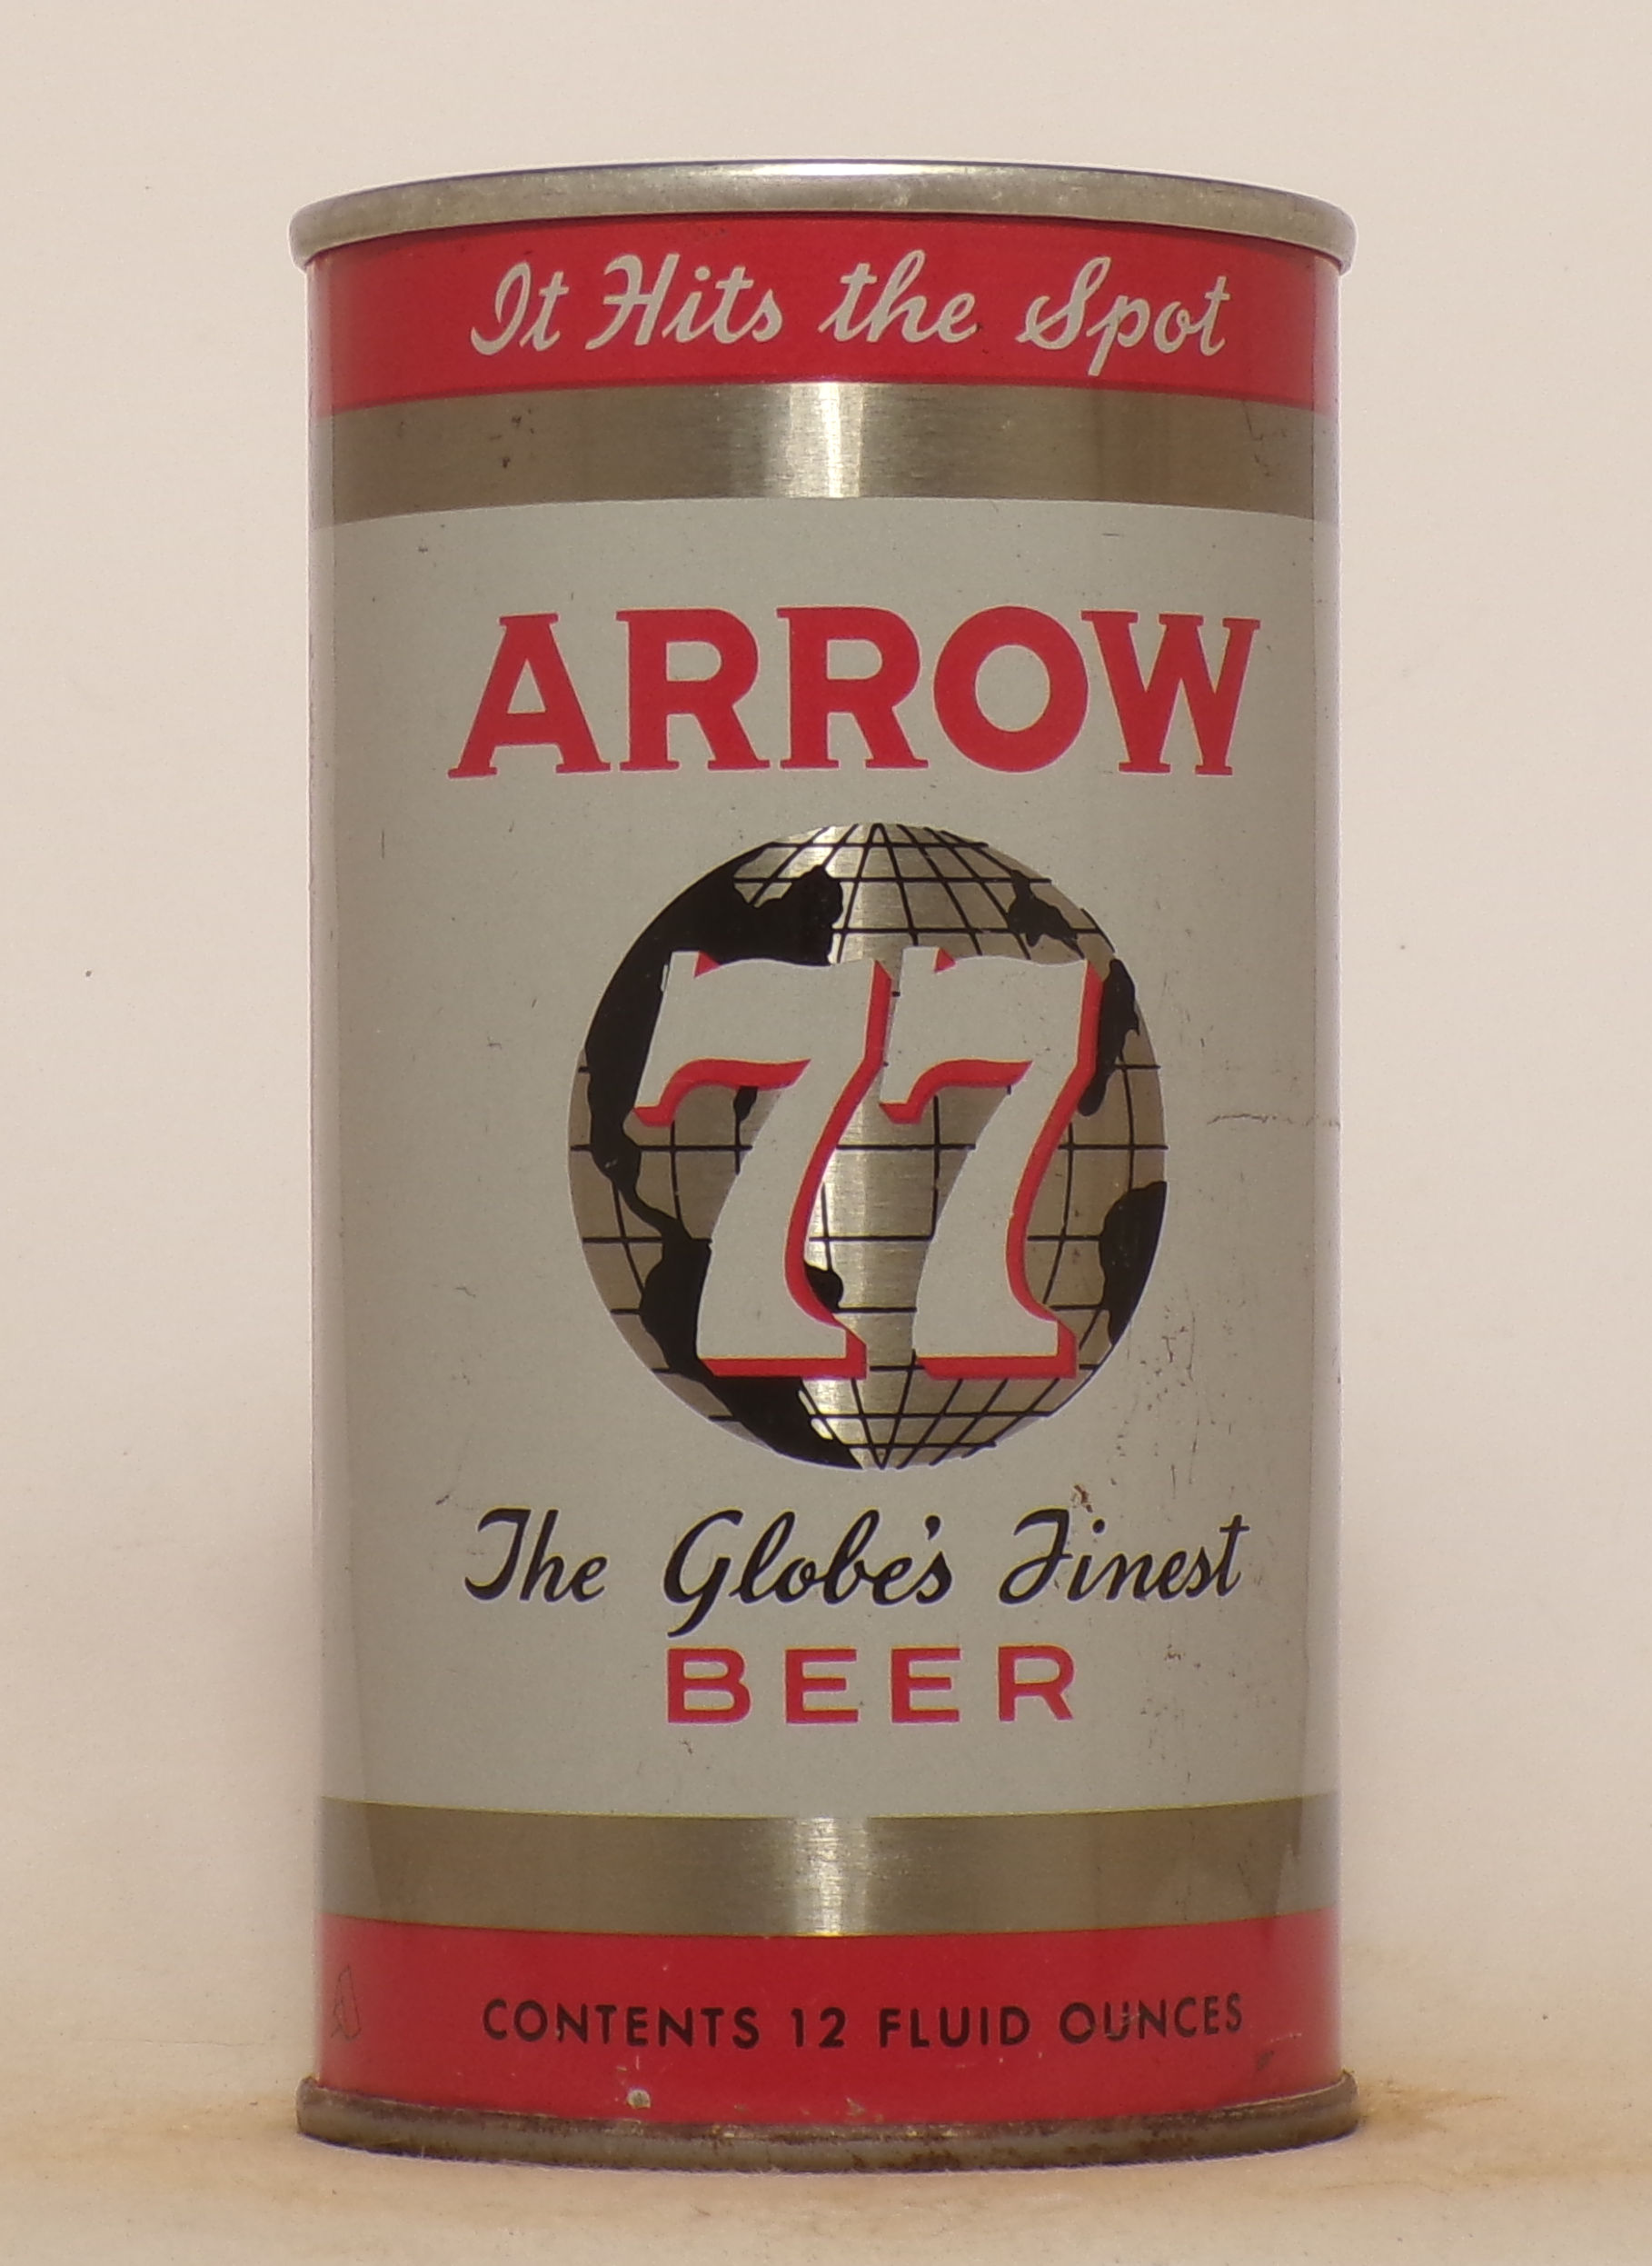 It Hits the Spot
ARROW
77
The Globe's Finest
BEER
CONTENTS 12 FLUID OUNCES